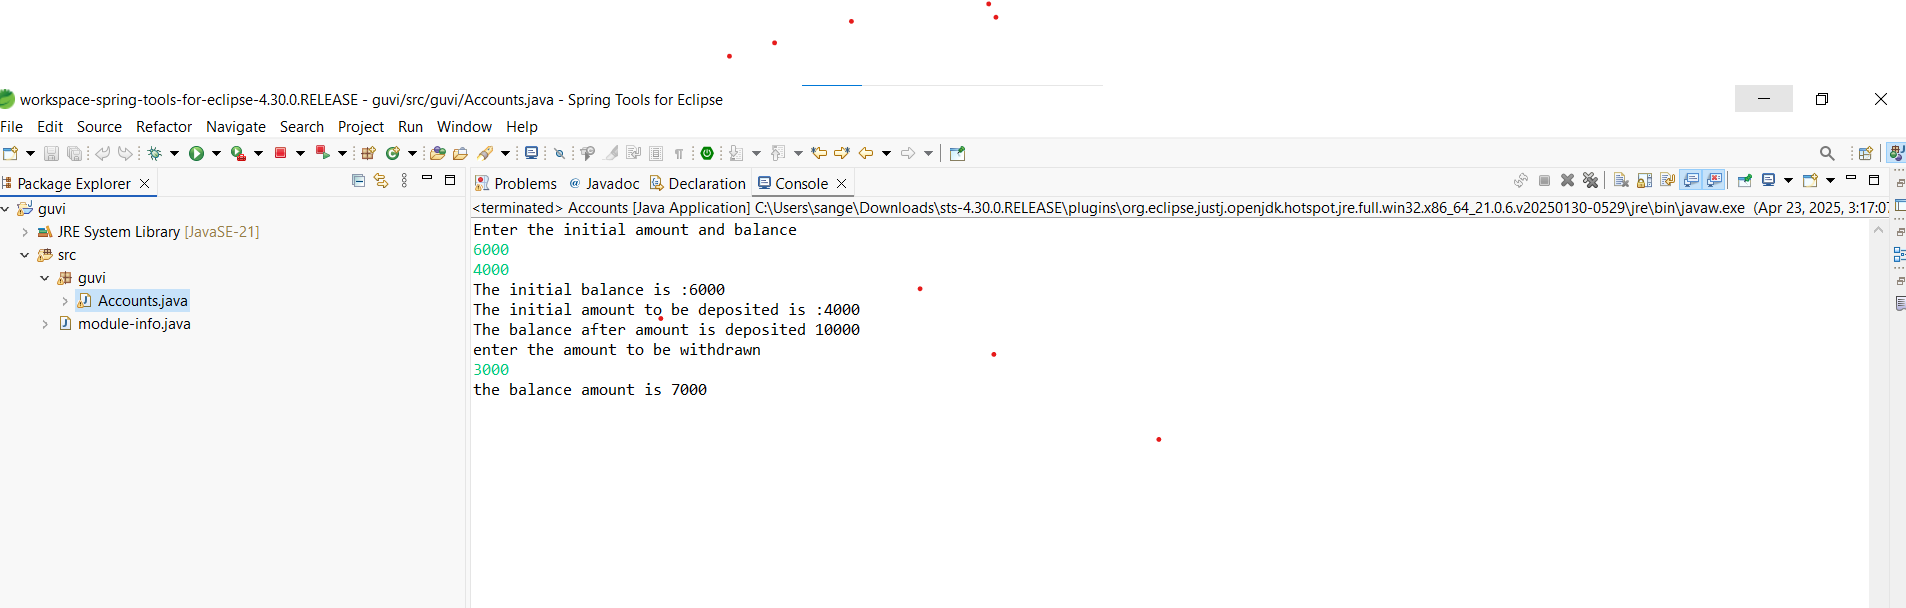 workspace-spring-tools-for-eclipse-4.30.0.RELEASE - guvi/src/guvi/Accounts.java - Spring Tools for Eclipse
File Edit Source Refactor Navigate Search Project Run Window Help
Package Explorer
guvi
JRE System Library [JavaSE-21]
src
guvi
Accounts.java
module-info.java
Problems @ Javadoc Declaration Console
<terminated> Accounts [Java Application] C:\Users\sange\Downloads\sts-4.30.0.RELEASE\plugins\org.eclipse.justj.openjdk.hotspot.jre.full.win32.x86_64_21.0.6.v20250130-0529\jre\bin\javaw.exe (Apr 23, 2025, 3:17:07
Enter the initial amount and balance
6000
4000
The initial balance is :6000
The initial amount to be deposited is :4000
The balance after amount is deposited 10000
enter the amount to be withdrawn
3000
the balance amount is 7000